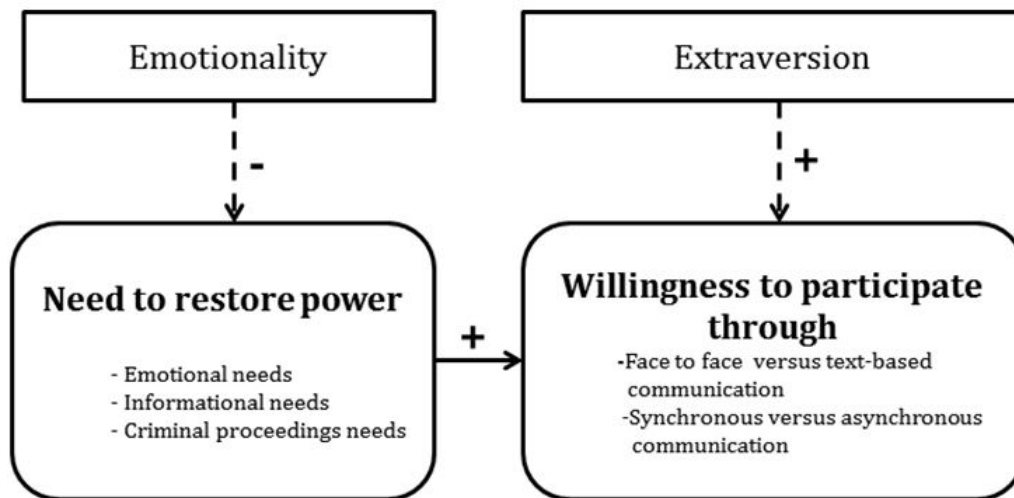 Emotionality
Extraversion
-
+
Need to restore power
- Emotional needs
- Informational needs
- Criminal proceedings needs
+
Willingness to participate
through
-Face to face versus text-based
communication
-Synchronous versus asynchronous
communication